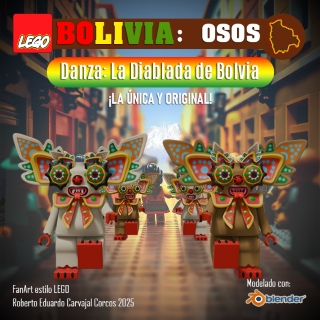 LEGO
BOLIVIA: OSOS
Danza: La Diablada de Bolvia
¡LA ÚNICA Y ORIGINAL!
FanArt estilo LEGO
Roberto Eduardo Carvajal Corcos 2025
Modelado con:
blender